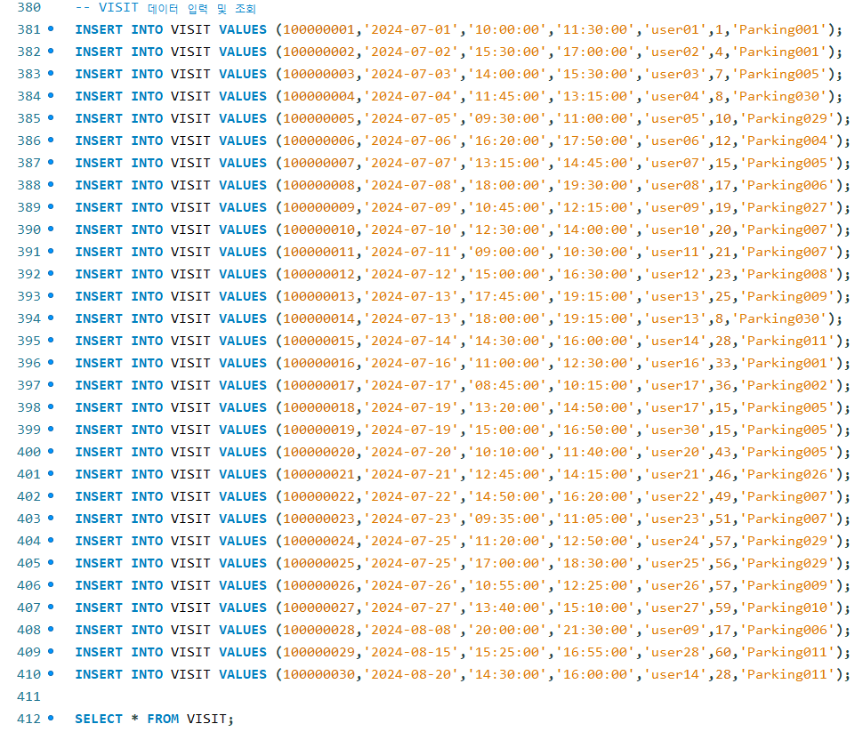 380 -- VISIT 데이터 입력 및 조회
381 INSERT INTO VISIT VALUES (100000001,'2024-07-01','10:00:00','11:30:00','user01',1,'Parking001');
382 INSERT INTO VISIT VALUES (100000002,'2024-07-02','15:30:00','17:00:00','user02',4,'Parking001');
383 INSERT INTO VISIT VALUES (100000003,'2024-07-03','14:00:00','15:30:00','user03',7,'Parking005');
384 INSERT INTO VISIT VALUES (100000004,'2024-07-04','11:45:00','13:15:00','user04',8,'Parking030');
385 INSERT INTO VISIT VALUES (100000005,'2024-07-05','09:30:00','11:00:00','user05',10,'Parking029');
386 INSERT INTO VISIT VALUES (100000006,'2024-07-06','16:20:00','17:50:00','user06',12,'Parking004');
387 INSERT INTO VISIT VALUES (100000007,'2024-07-07','13:15:00','14:45:00','user07',15,'Parking005');
388 INSERT INTO VISIT VALUES (100000008,'2024-07-08','18:00:00','19:30:00','user08',17,'Parking006');
389 INSERT INTO VISIT VALUES (100000009,'2024-07-09','10:45:00','12:15:00','user09',19,'Parking027');
390 INSERT INTO VISIT VALUES (100000010,'2024-07-10','12:30:00','14:00:00','user10',20,'Parking007');
391 INSERT INTO VISIT VALUES (100000011,'2024-07-11','09:00:00','10:30:00','user11',21,'Parking007');
392 INSERT INTO VISIT VALUES (100000012,'2024-07-12','15:00:00','16:30:00','user12',23,'Parking008');
393 INSERT INTO VISIT VALUES (100000013,'2024-07-13','17:45:00','19:15:00','user13',25,'Parking009');
394 INSERT INTO VISIT VALUES (100000014,'2024-07-13','18:00:00','19:15:00','user13',8,'Parking030');
395 INSERT INTO VISIT VALUES (100000015,'2024-07-14','14:30:00','16:00:00','user14',28,'Parking011');
396 INSERT INTO VISIT VALUES (100000016,'2024-07-16','11:00:00','12:30:00','user16',33,'Parking001');
397 INSERT INTO VISIT VALUES (100000017,'2024-07-17','08:45:00','10:15:00','user17',36,'Parking002');
398 INSERT INTO VISIT VALUES (100000018,'2024-07-19','13:20:00','14:50:00','user17',15,'Parking005');
399 INSERT INTO VISIT VALUES (100000019,'2024-07-19','15:00:00','16:50:00','user30',15,'Parking005');
400 INSERT INTO VISIT VALUES (100000020,'2024-07-20','10:10:00','11:40:00','user20',43,'Parking005');
401 INSERT INTO VISIT VALUES (100000021,'2024-07-21','12:45:00','14:15:00','user21',46,'Parking026');
402 INSERT INTO VISIT VALUES (100000022,'2024-07-22','14:50:00','16:20:00','user22',49,'Parking007');
403 INSERT INTO VISIT VALUES (100000023,'2024-07-23','09:35:00','11:05:00','user23',51,'Parking007');
404 INSERT INTO VISIT VALUES (100000024,'2024-07-25','11:20:00','12:50:00','user24',57,'Parking029');
405 INSERT INTO VISIT VALUES (100000025,'2024-07-25','17:00:00','18:30:00','user25',56,'Parking029');
406 INSERT INTO VISIT VALUES (100000026,'2024-07-26','10:55:00','12:25:00','user26',57,'Parking009');
407 INSERT INTO VISIT VALUES (100000027,'2024-07-27','13:40:00','15:10:00','user27',59,'Parking010');
408 INSERT INTO VISIT VALUES (100000028,'2024-08-08','20:00:00','21:30:00','user09',17,'Parking006');
409 INSERT INTO VISIT VALUES (100000029,'2024-08-15','15:25:00','16:55:00','user28',60,'Parking011');
410 INSERT INTO VISIT VALUES (100000030,'2024-08-20','14:30:00','16:00:00','user14',28,'Parking011');
411
412 SELECT * FROM VISIT;